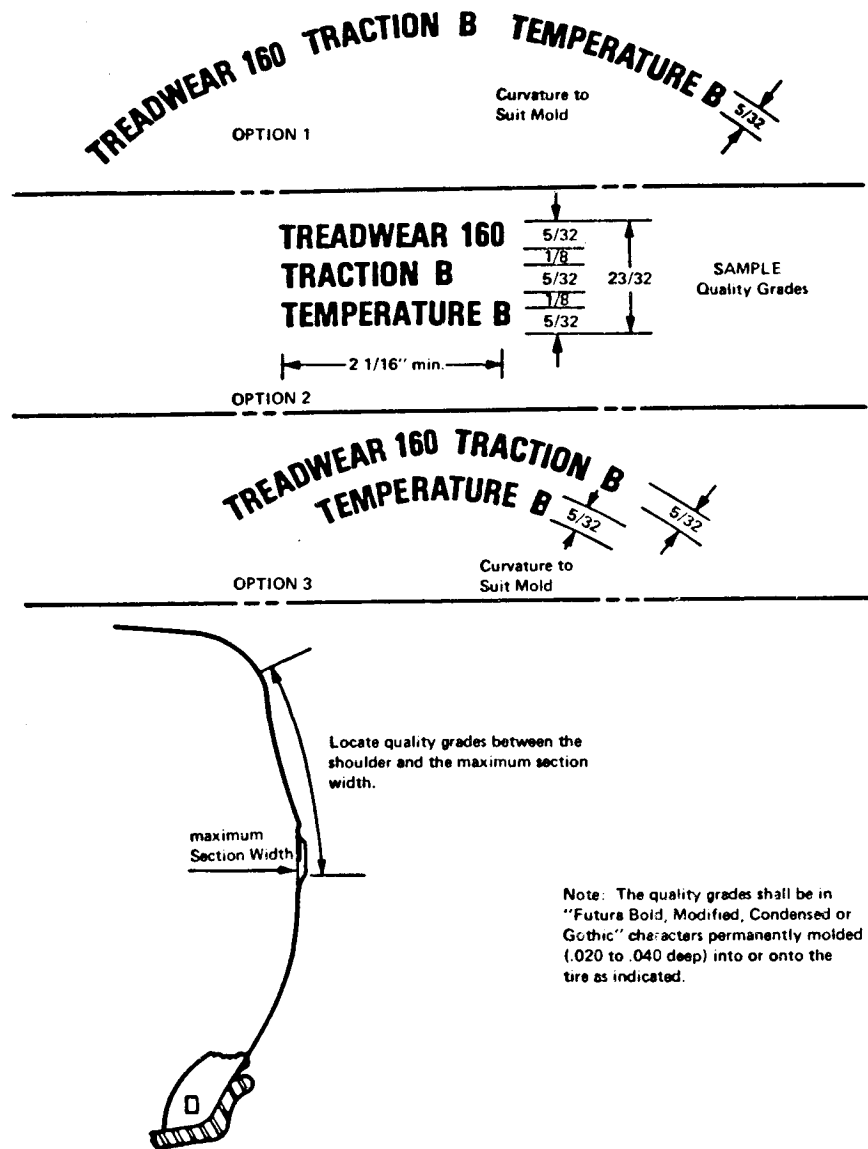 TREADWEAR 160 TRACTION B TEMPERATURE B
5/32
Curvature to
Suit Mold
OPTION 1
TREADWEAR 160
TRACTION B
TEMPERATURE B
5/32
1/8
5/32
1/8
5/32
23/32
SAMPLE
Quality Grades
2 1/16" min.
OPTION 2
TREADWEAR 160 TRACTION B
TEMPERATURE B
5/32
5/32
Curvature to
Suit Mold
OPTION 3
Locate quality grades between the
shoulder and the maximum section
width.
maximum
Section Width
Note: The quality grades shall be in
"Futura Bold, Modified, Condensed or
Gothic" characters permanently molded
(.020 to .040 deep) into or onto the
tire as indicated.